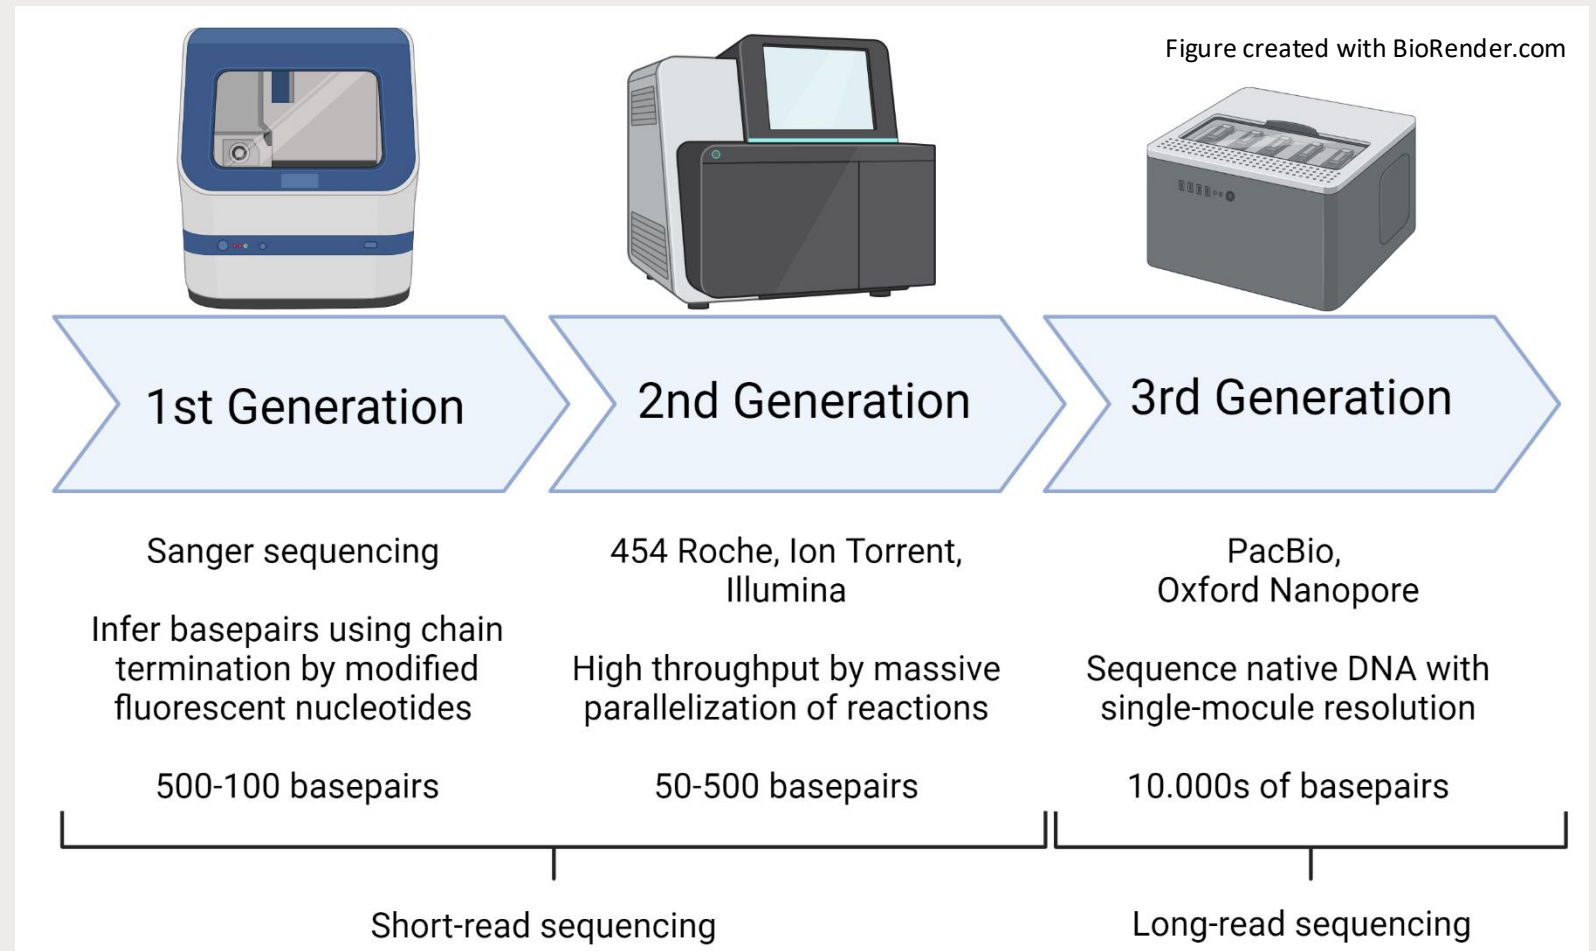 Figure created with BioRender.com
1st Generation
2nd Generation
3rd Generation
Sanger sequencing
Infer basepairs using chain
termination by modified
fluorescent nucleotides
500-100 basepairs
454 Roche, Ion Torrent,
Illumina
High throughput by massive
parallelization of reactions
50-500 basepairs
PacBio,
Oxford Nanopore
Sequence native DNA with
single-mocule resolution
10.000s of basepairs
Short-read sequencing
Long-read sequencing